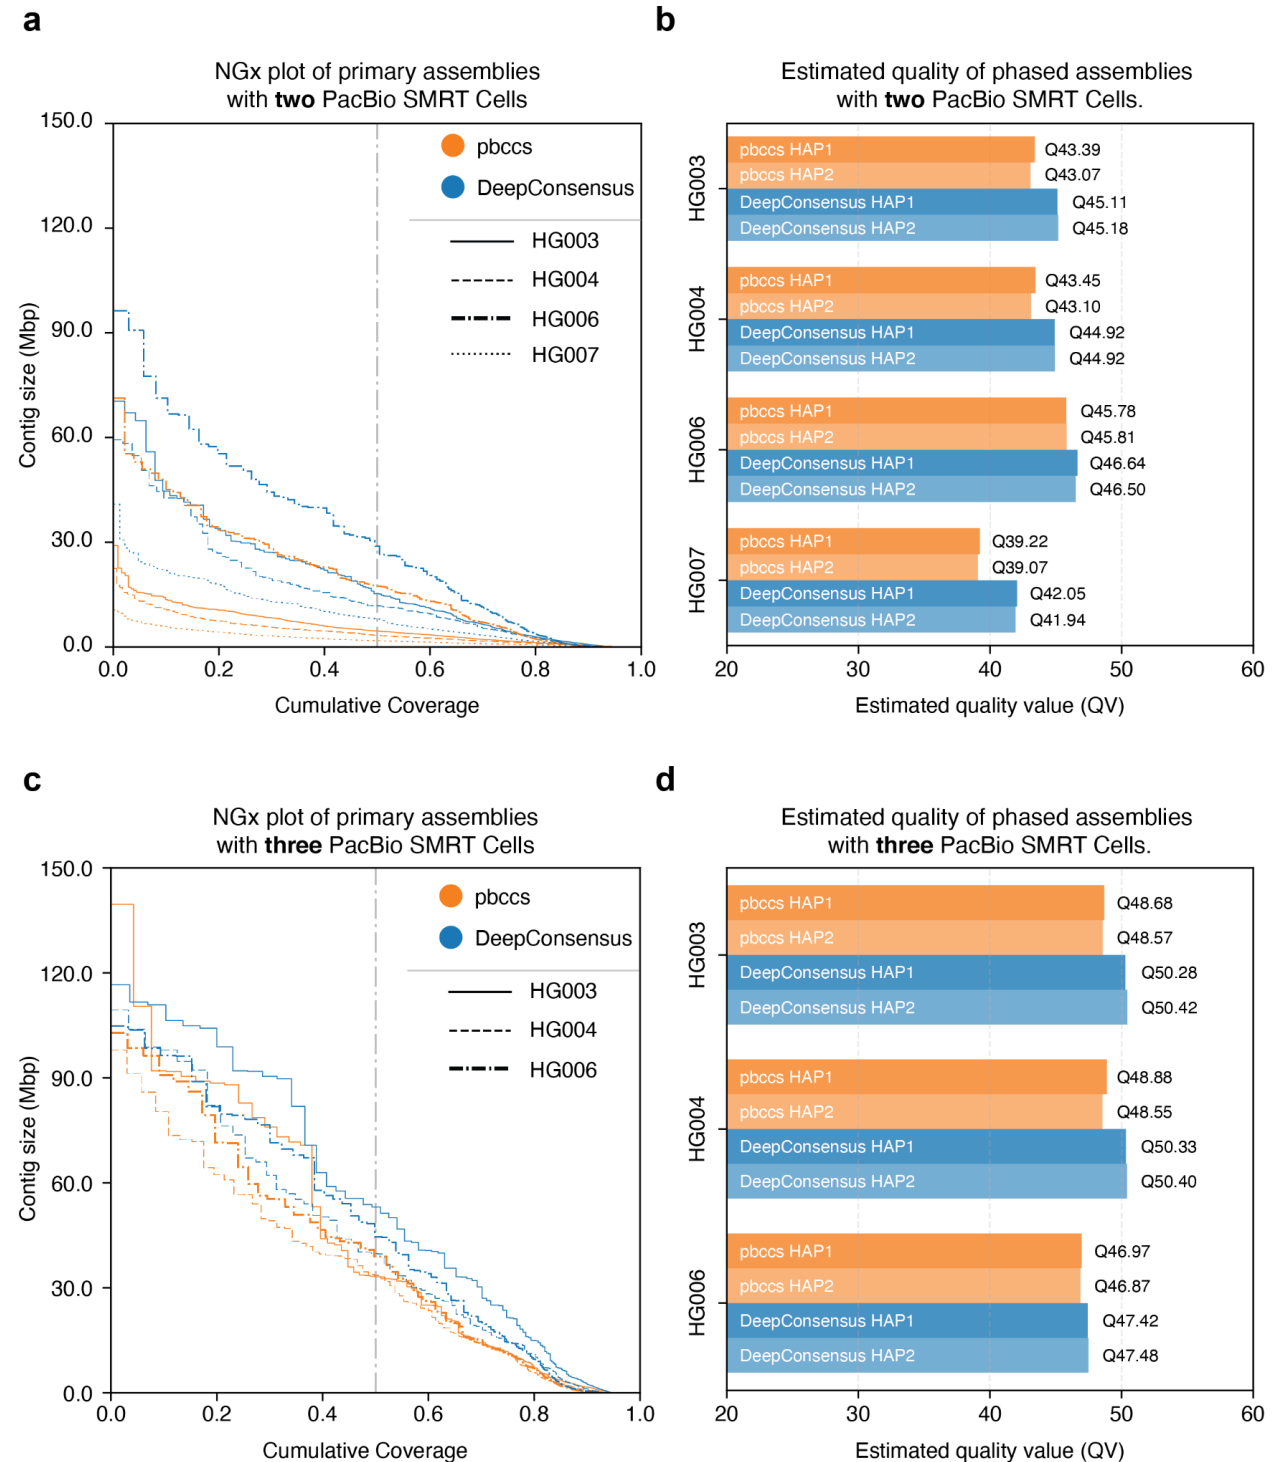 a
NGx plot of primary assemblies
with two PacBio SMRT Cells
150.0
120.0
90.0
60.0
30.0
0.0
Contig size (Mbp)
pbccs
DeepConsensus
HG003
HG004
HG006
HG007
0.0 0.2 0.4 0.6 0.8 1.0
Cumulative Coverage
b
Estimated quality of phased assemblies
with two PacBio SMRT Cells.
HG003
pbccs HAP1 Q43.39
pbccs HAP2 Q43.07
DeepConsensus HAP1 Q45.11
DeepConsensus HAP2 Q45.18
HG004
pbccs HAP1 Q43.45
pbccs HAP2 Q43.10
DeepConsensus HAP1 Q44.92
DeepConsensus HAP2 Q44.92
HG006
pbccs HAP1 Q45.78
pbccs HAP2 Q45.81
DeepConsensus HAP1 Q46.64
DeepConsensus HAP2 Q46.50
HG007
pbccs HAP1 Q39.22
pbccs HAP2 Q39.07
DeepConsensus HAP1 Q42.05
DeepConsensus HAP2 Q41.94
20 30 40 50 60
Estimated quality value (QV)
c
NGx plot of primary assemblies
with three PacBio SMRT Cells
150.0
120.0
90.0
60.0
30.0
0.0
Contig size (Mbp)
pbccs
DeepConsensus
HG003
HG004
HG006
0.0 0.2 0.4 0.6 0.8 1.0
Cumulative Coverage
d
Estimated quality of phased assemblies
with three PacBio SMRT Cells.
HG003
pbccs HAP1 Q48.68
pbccs HAP2 Q48.57
DeepConsensus HAP1 Q50.28
DeepConsensus HAP2 Q50.42
HG004
pbccs HAP1 Q48.88
pbccs HAP2 Q48.55
DeepConsensus HAP1 Q50.33
DeepConsensus HAP2 Q50.40
HG006
pbccs HAP1 Q46.97
pbccs HAP2 Q46.87
DeepConsensus HAP1 Q47.42
DeepConsensus HAP2 Q47.48
20 30 40 50 60
Estimated quality value (QV)